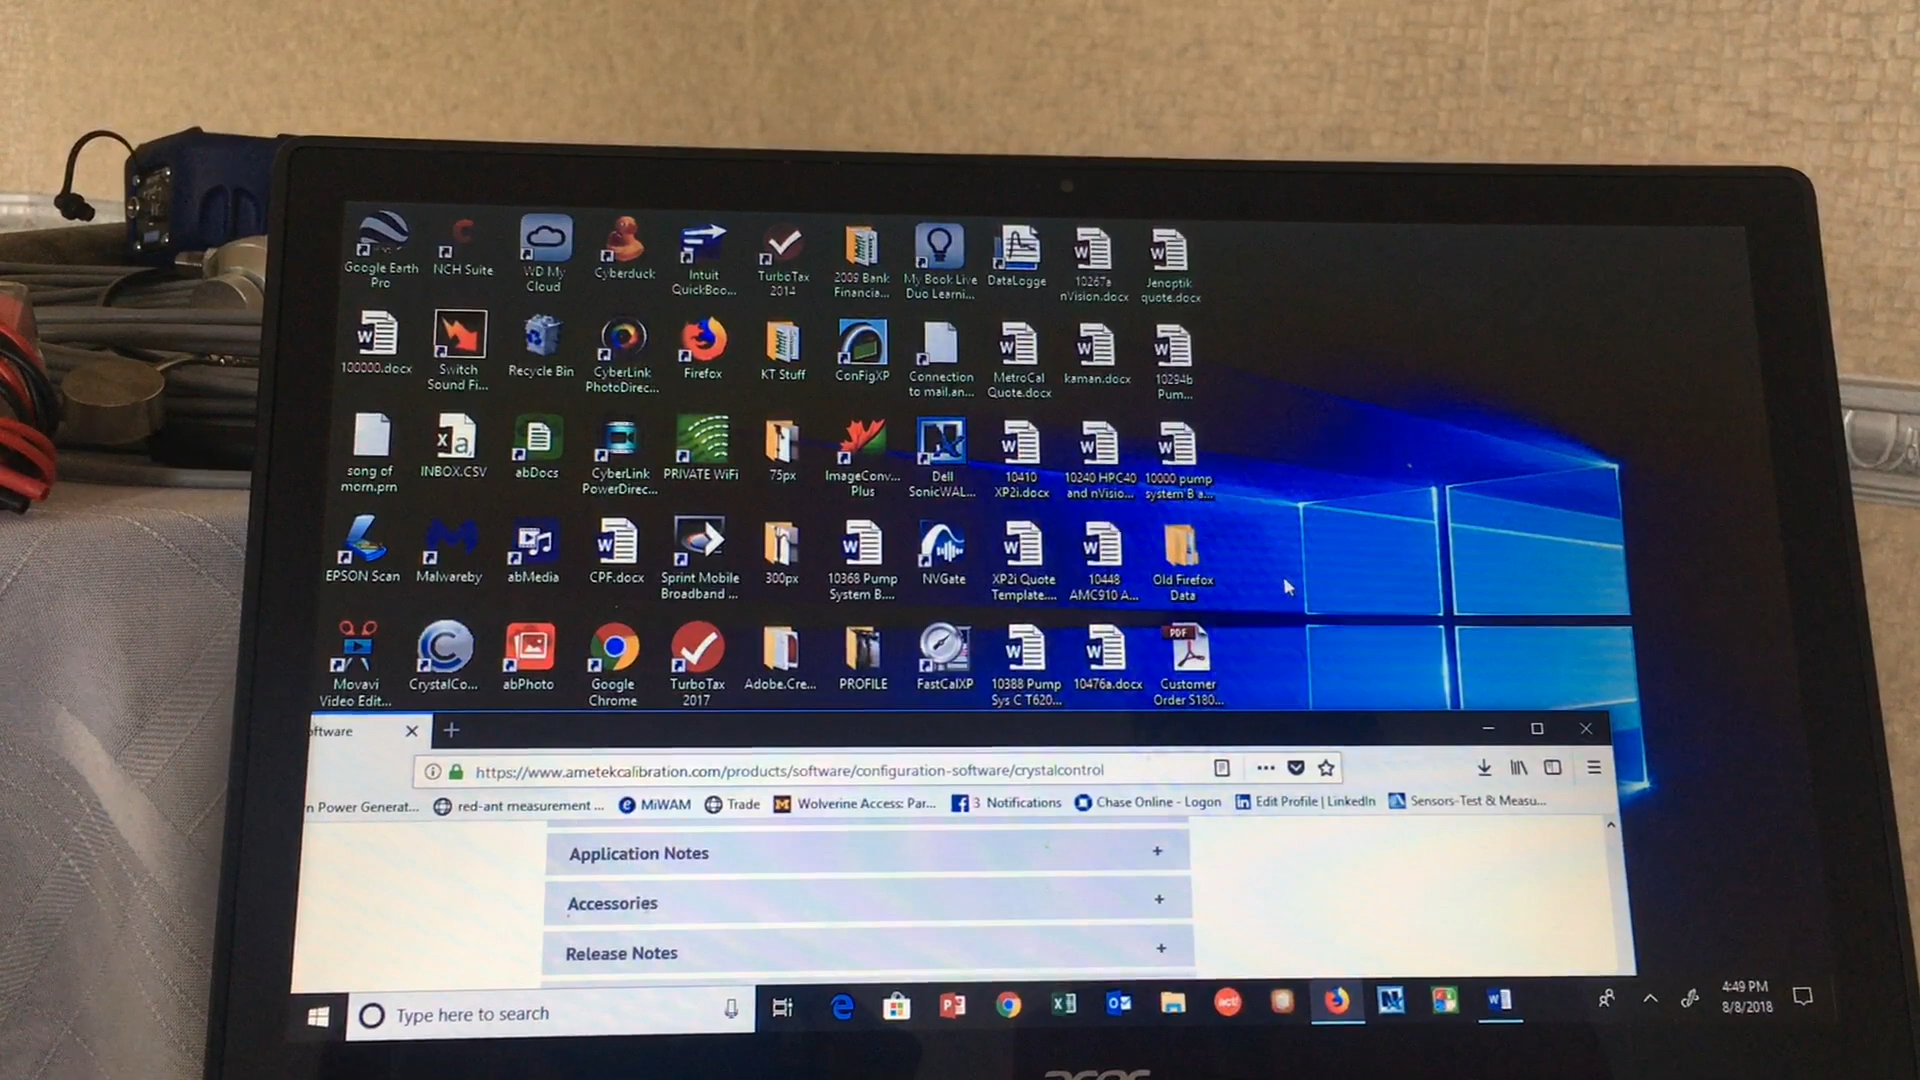 Google Earth
Pro
NCH Suite
WD My
Cloud
Cyberduck
Intuit
QuickBoo...
TurboTax
2014
2009 Bank
Financia...
My Book Live
Duo Learni...
DataLogge
10267a
nVision.docx
Jenoptik
quote.docx
100000.docx
Switch
Sound Fi...
Recycle Bin
CyberLink
PhotoDirec...
Firefox
KT Stuff
ConFigXP
Connection
to mail.an...
MetroCal
Quote.docx
kaman.docx
10294b
Pum...
song of
morn.prn
INBOX.CSV
abDocs
CyberLink
PowerDirec...
PRIVATE WiFi
75px
ImageConv...
Plus
Dell
SonicWAL...
10410
XP2i.docx
10240 HPC40
and nVisio...
10000 pump
system B a...
EPSON Scan
Malwareby
abMedia
CPF.docx
Sprint Mobile
Broadband ...
300px
10368 Pump
System B....
NVGate
XP2i Quote
Template....
10448
AMC910 A...
Old Firefox
Data
Movavi
Video Edit...
CrystalCo...
abPhoto
Google
Chrome
TurboTax
2017
Adobe.Cre...
PROFILE
FastCalXP
10388 Pump
Sys C T620...
10476a.docx
PDF
Customer
Order S180...
oftware
https://www.ametekcalibration.com/products/software/configuration-software/crystalcontrol
n Power Generat... red-ant measurement ... MiWAM Trade Wolverine Access: Par... 3 Notifications Chase Online - Logon Edit Profile | LinkedIn Sensors-Test & Measu...
Application Notes +
Accessories +
Release Notes +
Type here to search
act!
4:49 PM
8/8/2018
acer